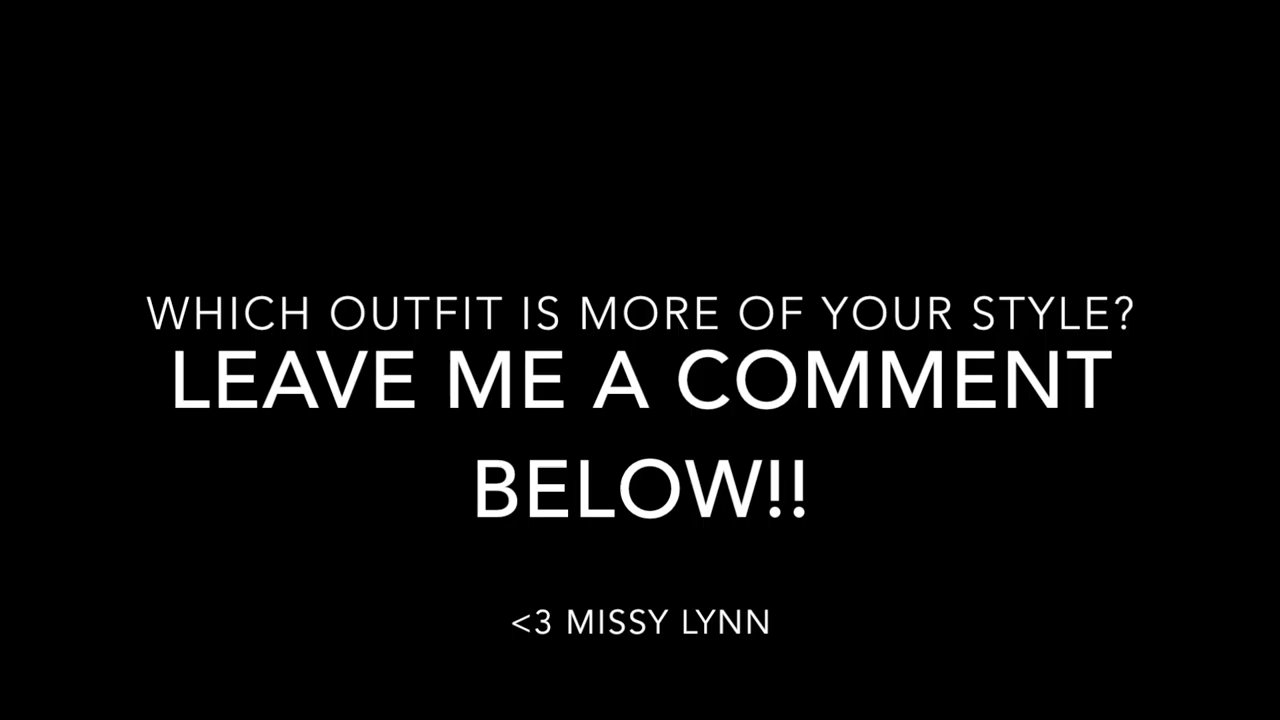 WHICH OUTFIT IS MORE OF YOUR STYLE?
LEAVE ME A COMMENT
BELOW!!
<3 MISSY LYNN